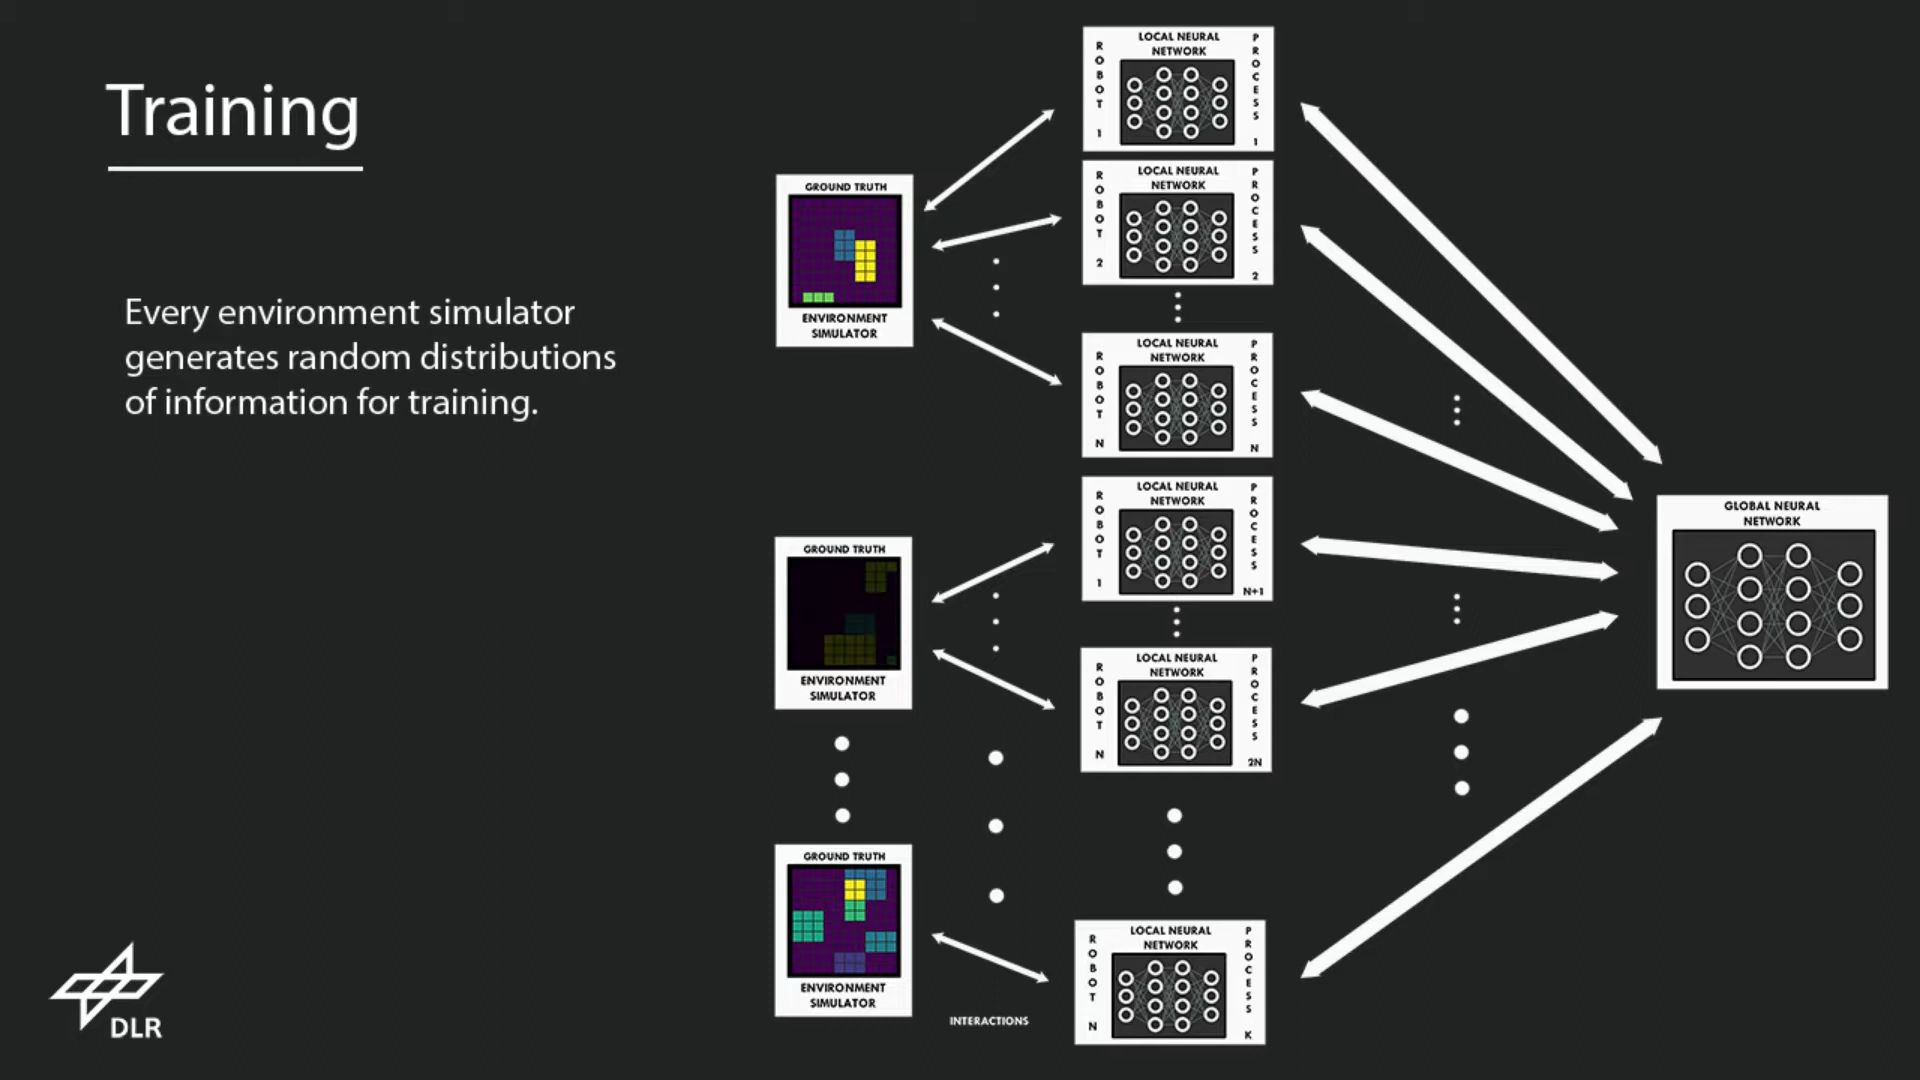 Training
Every environment simulator
generates random distributions
of information for training.
GROUND TRUTH
ENVIRONMENT
SIMULATOR
GROUND TRUTH
ENVIRONMENT
SIMULATOR
GROUND TRUTH
ENVIRONMENT
SIMULATOR
INTERACTIONS
LOCAL NEURAL
NETWORK
ROBOT 1
PROCESS 1
LOCAL NEURAL
NETWORK
ROBOT 2
PROCESS 2
LOCAL NEURAL
NETWORK
ROBOT N
PROCESS N
LOCAL NEURAL
NETWORK
ROBOT 1
PROCESS N+1
LOCAL NEURAL
NETWORK
ROBOT N
PROCESS 2N
LOCAL NEURAL
NETWORK
ROBOT N
PROCESS K
GLOBAL NEURAL
NETWORK
DLR